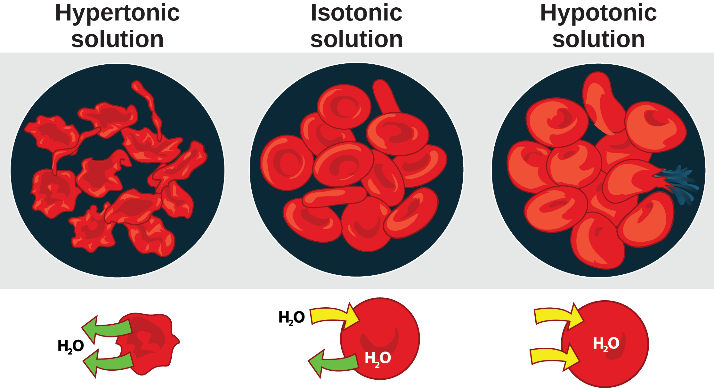 Hypertonic
solution
Isotonic
solution
Hypotonic
solution
H₂O
H₂O
H₂O
H₂O